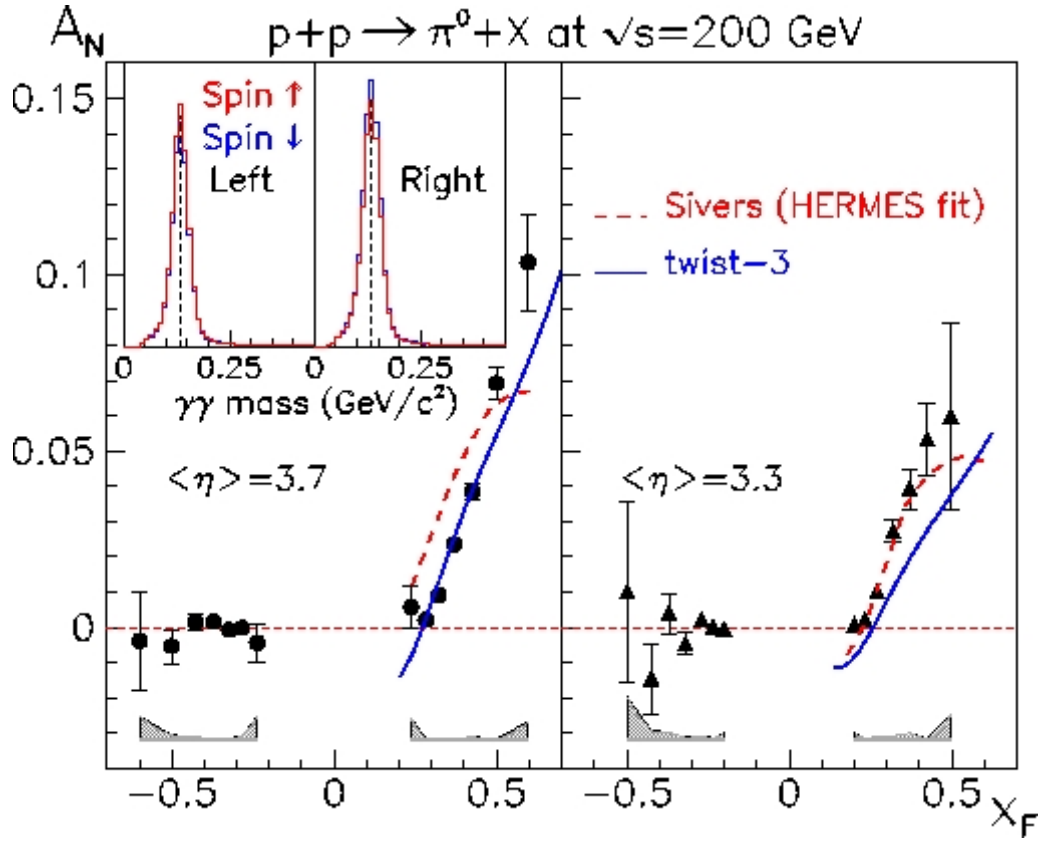 A_N
p+p → π⁰+X at √s=200 GeV
0.15
0.1
0.05
0
Spin ↑
Spin ↓
Left
Right
0
0.25
0
0.25
γγ mass (GeV/c²)
<η>=3.7
Sivers (HERMES fit)
twist−3
<η>=3.3
−0.5
0
0.5
−0.5
0
0.5
x_F